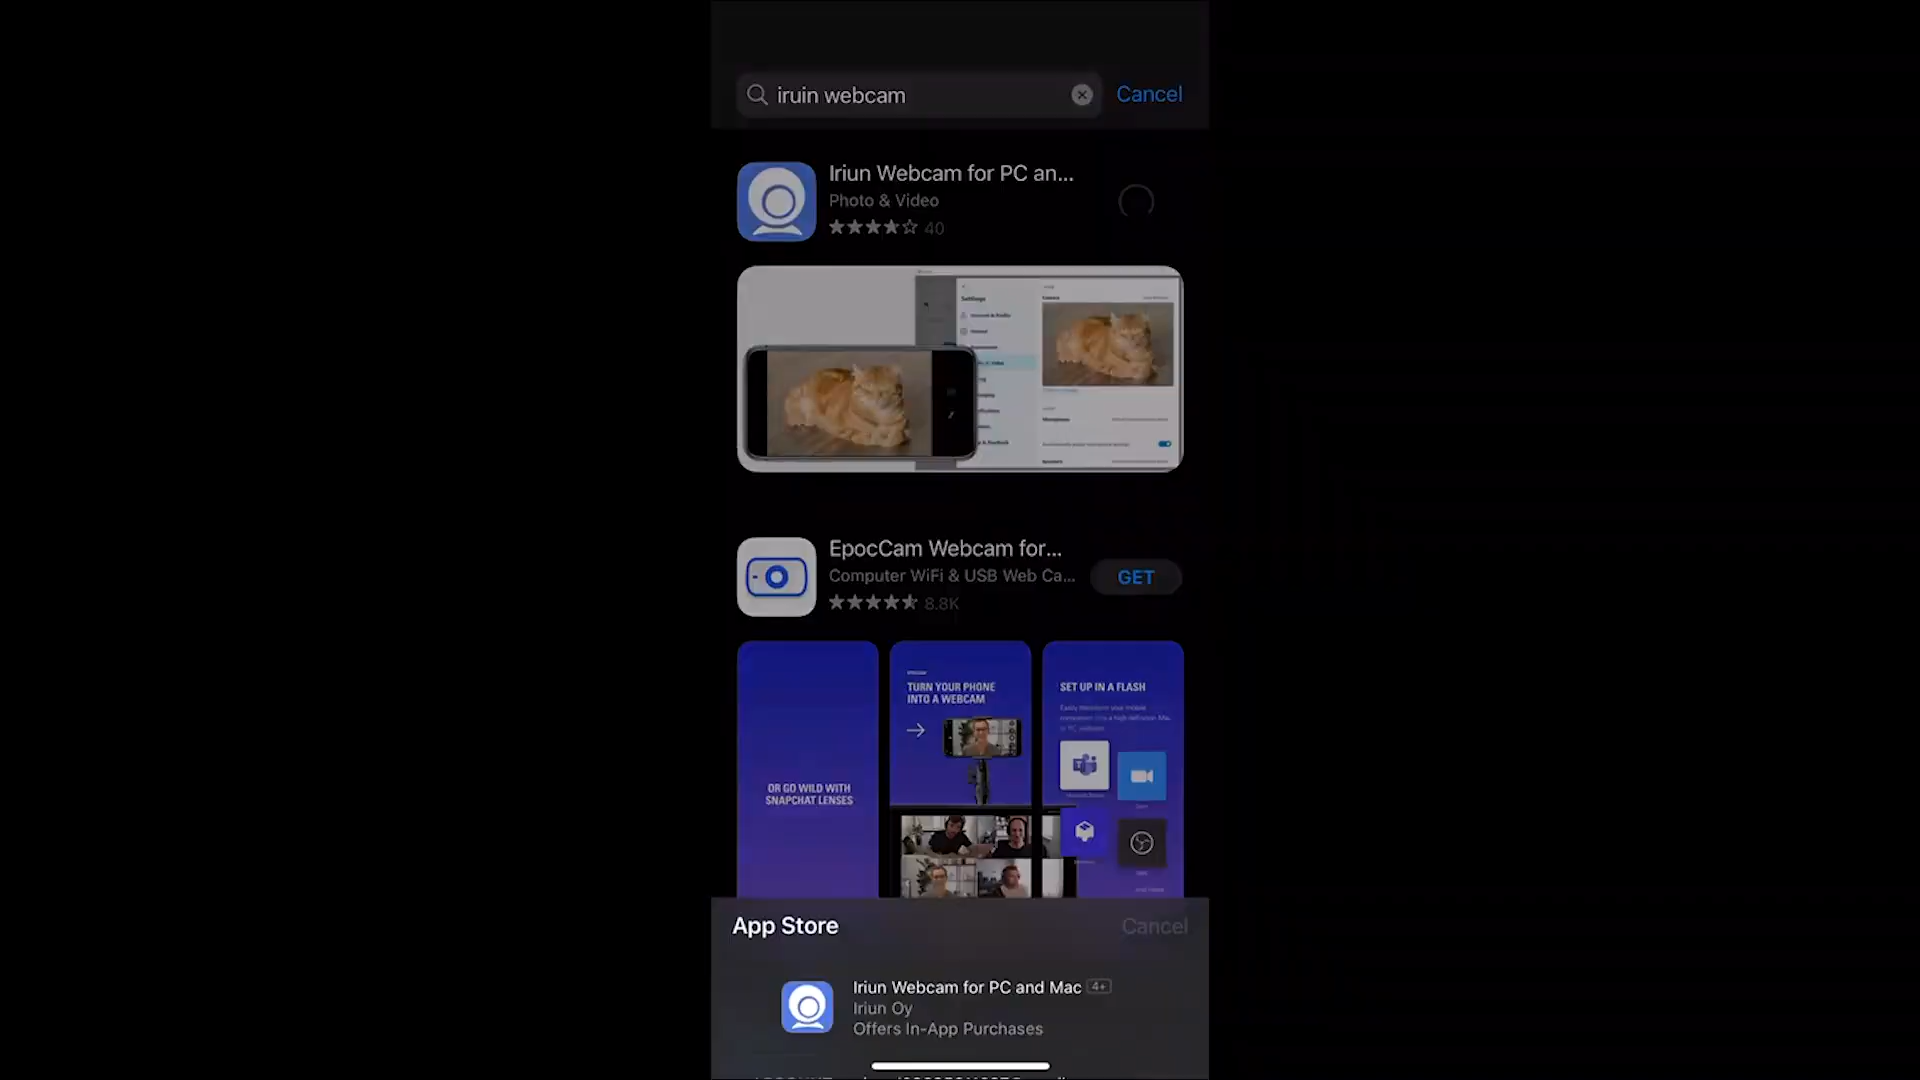 iruin webcam
Cancel
Iriun Webcam for PC an...
Photo & Video
40
Settings
EpocCam Webcam for...
Computer WiFi & USB Web Ca...
8.8K
GET
OR GO WILD WITH
SNAPCHAT LENSES
TURN YOUR PHONE
INTO A WEBCAM
SET UP IN A FLASH
App Store
Cancel
Iriun Webcam for PC and Mac 4+
Iriun Oy
Offers In-App Purchases